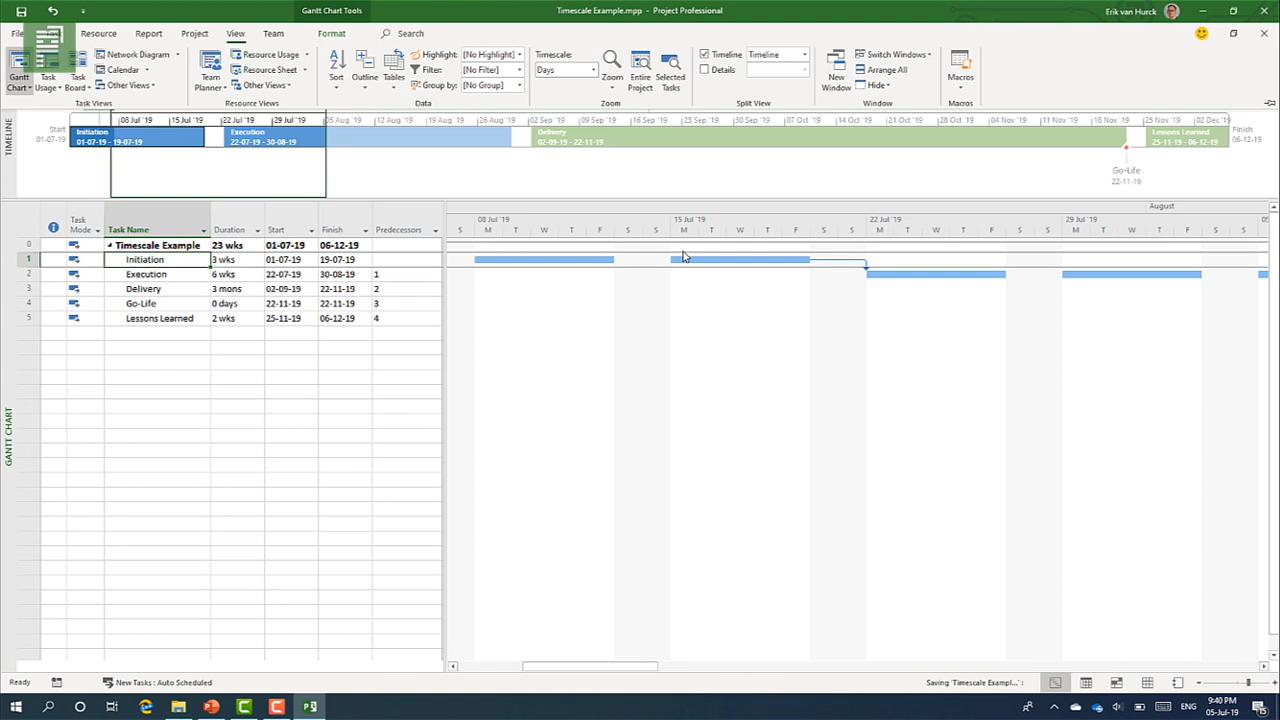 Gantt Chart Tools
Timescale Example.mpp - Project Professional
Erik van Hurck
Resource Report Project View Team Format Search
Network Diagram
Calendar
Other Views
Gantt Chart
Task Usage
Task Board
Task Views
Team Planner
Resource Usage
Resource Sheet
Other Views
Resource Views
Sort
Outline
Tables
Highlight: [No Highlight]
Filter: [No Filter]
Group by: [No Group]
Data
Timescale:
Days
Zoom
Entire Project
Selected Tasks
Zoom
Timeline Timeline
Details
Split View
New Window
Switch Windows
Arrange All
Hide
Window
Macros
Macros
TIMELINE
08 Jul '19 15 Jul '19 22 Jul '19 29 Jul '19 05 Aug '19 12 Aug '19 19 Aug '19 26 Aug '19 02 Sep '19 09 Sep '19 16 Sep '19 23 Sep '19 30 Sep '19 07 Oct '19 14 Oct '19 21 Oct '19 28 Oct '19 04 Nov '19 11 Nov '19 18 Nov '19 25 Nov '19 02 Dec '19
Start
01-07-19
Initiation
01-07-19 - 19-07-19
Execution
22-07-19 - 30-08-19
Delivery
02-09-19 - 22-11-19
Lessons Learned
25-11-19 - 06-12-19
Finish
06-12-19
Go-Life
22-11-19
Task Mode Task Name Duration Start Finish Predecessors
August
08 Jul '19 15 Jul '19 22 Jul '19 29 Jul '19
S M T W T F S S M T W T F S S M T W T F S S M T W T F S S
0 Timescale Example 23 wks 01-07-19 06-12-19
1 Initiation 3 wks 01-07-19 19-07-19
2 Execution 6 wks 22-07-19 30-08-19 1
3 Delivery 3 mons 02-09-19 22-11-19 2
4 Go-Life 0 days 22-11-19 22-11-19 3
5 Lessons Learned 2 wks 25-11-19 06-12-19 4
GANTT CHART
Ready
New Tasks : Auto Scheduled
Saving 'Timescale Exampl...':
ENG
9:40 PM
05-Jul-19
15